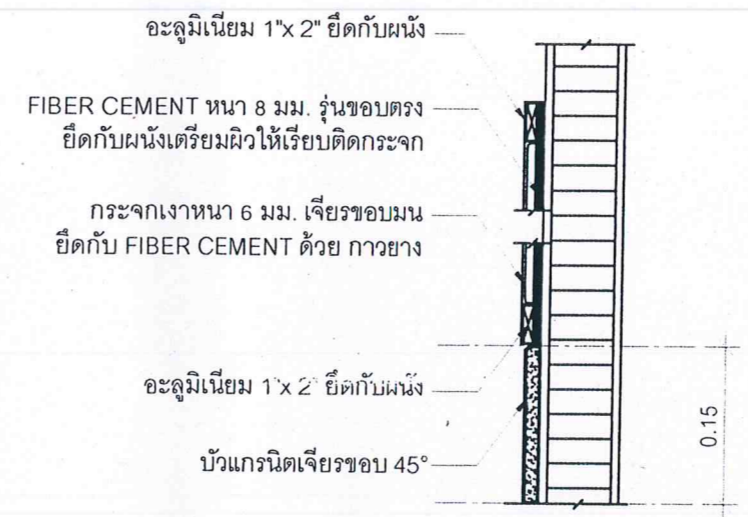 อะลูมิเนียม 1"x 2" ยึดกับผนัง
FIBER CEMENT หนา 8 มม. รุ่นขอบตรง
ยึดกับผนังเตรียมผิวให้เรียบติดกระจก
กระจกเงาหนา 6 มม. เจียรขอบมน
ยึดกับ FIBER CEMENT ด้วย กาวยาง
อะลูมิเนียม 1"x 2" ยึดกับผนัง
บัวแกรนิตเจียรขอบ 45°
0.15